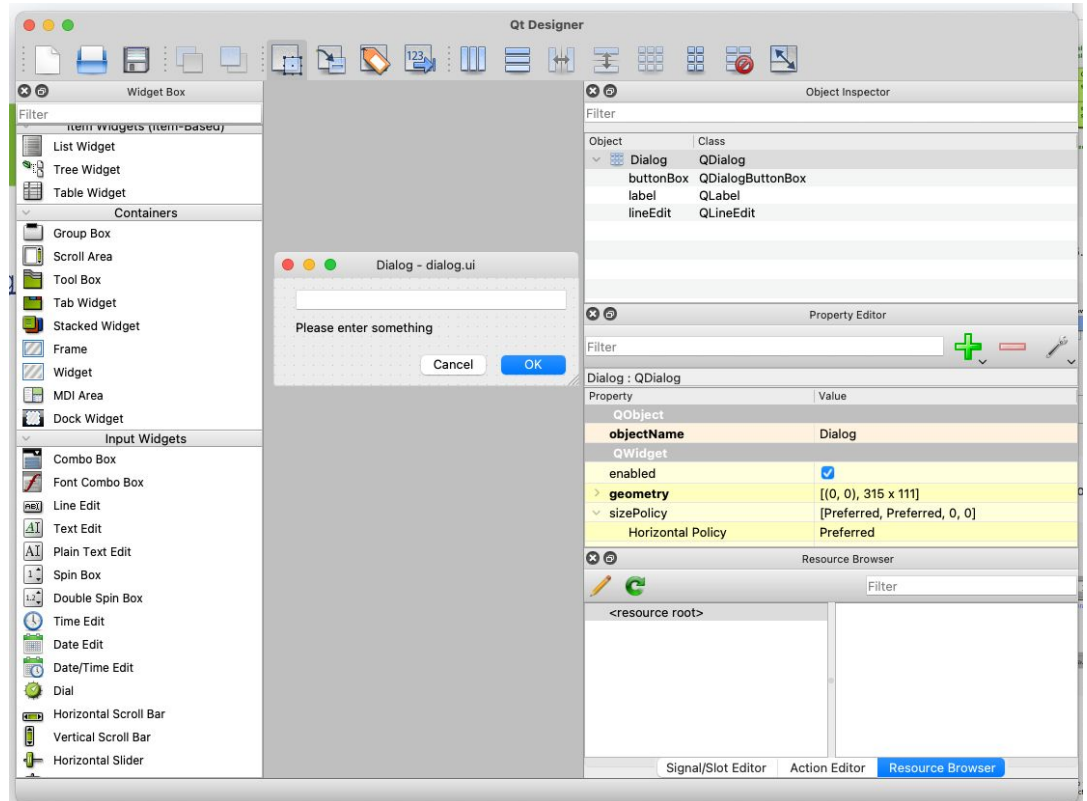 Qt Designer
123
Widget Box
Filter
Item Widgets (Item-Based)
List Widget
Tree Widget
Table Widget
Containers
Group Box
Scroll Area
Tool Box
Tab Widget
Stacked Widget
Frame
Widget
MDI Area
Dock Widget
Input Widgets
Combo Box
Font Combo Box
Line Edit
Text Edit
Plain Text Edit
Spin Box
Double Spin Box
Time Edit
Date Edit
Date/Time Edit
Dial
Horizontal Scroll Bar
Vertical Scroll Bar
Horizontal Slider
Dialog - dialog.ui
Please enter something
Cancel OK
Object Inspector
Filter
Object Class
Dialog QDialog
buttonBox QDialogButtonBox
label QLabel
lineEdit QLineEdit
Property Editor
Filter
Dialog : QDialog
Property Value
QObject
objectName Dialog
QWidget
enabled
geometry [(0, 0), 315 x 111]
sizePolicy [Preferred, Preferred, 0, 0]
Horizontal Policy Preferred
Resource Browser
Filter
<resource root>
Signal/Slot Editor Action Editor Resource Browser